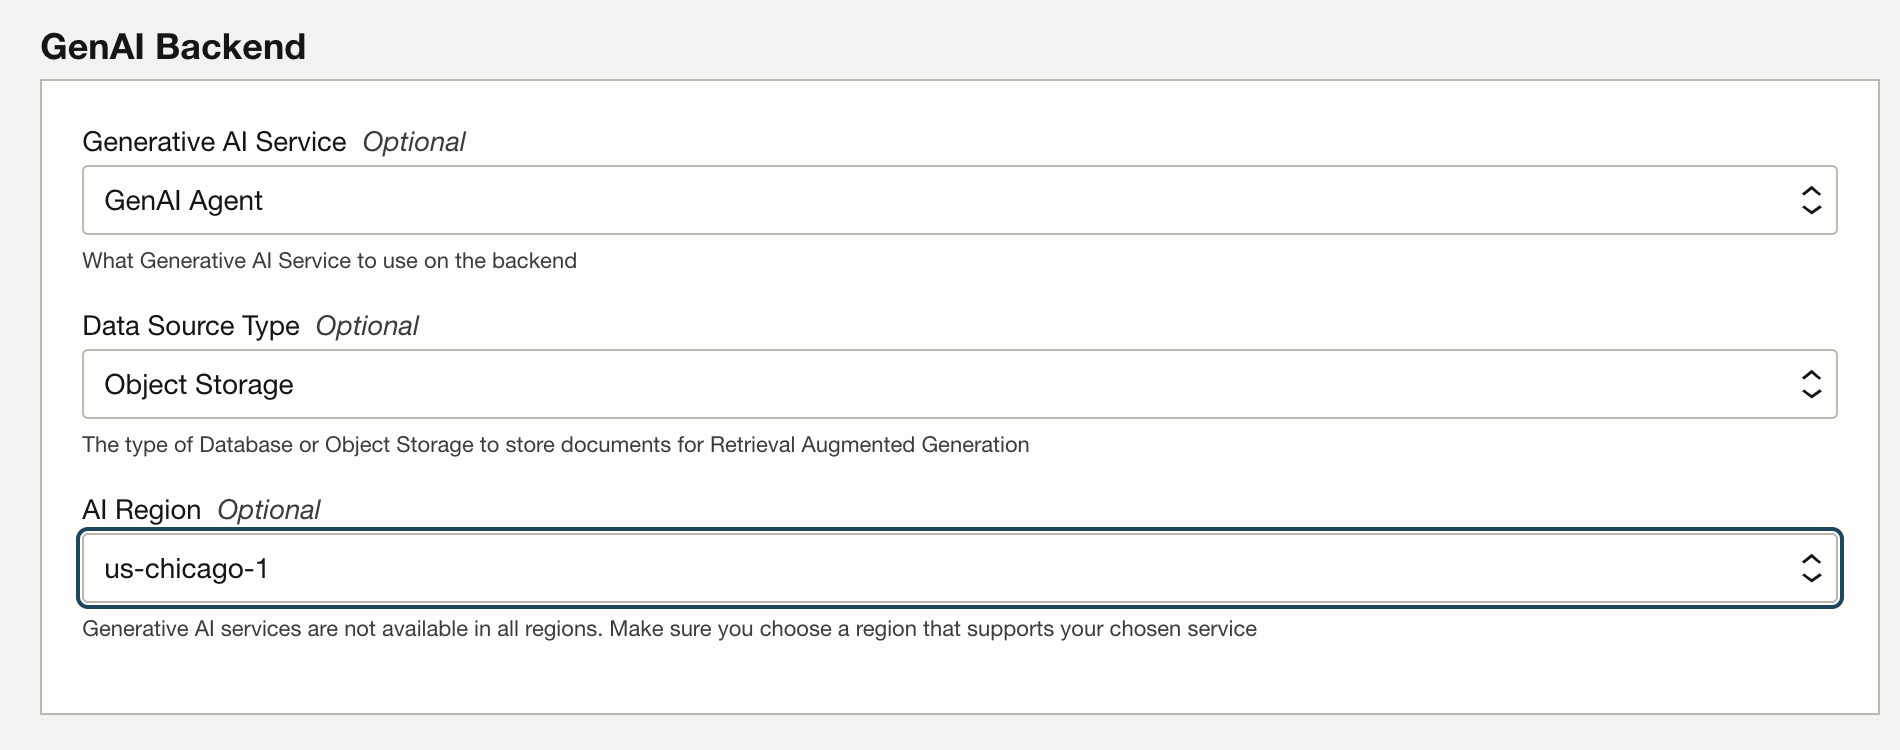 GenAI Backend
Generative AI Service Optional
GenAI Agent
What Generative AI Service to use on the backend
Data Source Type Optional
Object Storage
The type of Database or Object Storage to store documents for Retrieval Augmented Generation
AI Region Optional
us-chicago-1
Generative AI services are not available in all regions. Make sure you choose a region that supports your chosen service